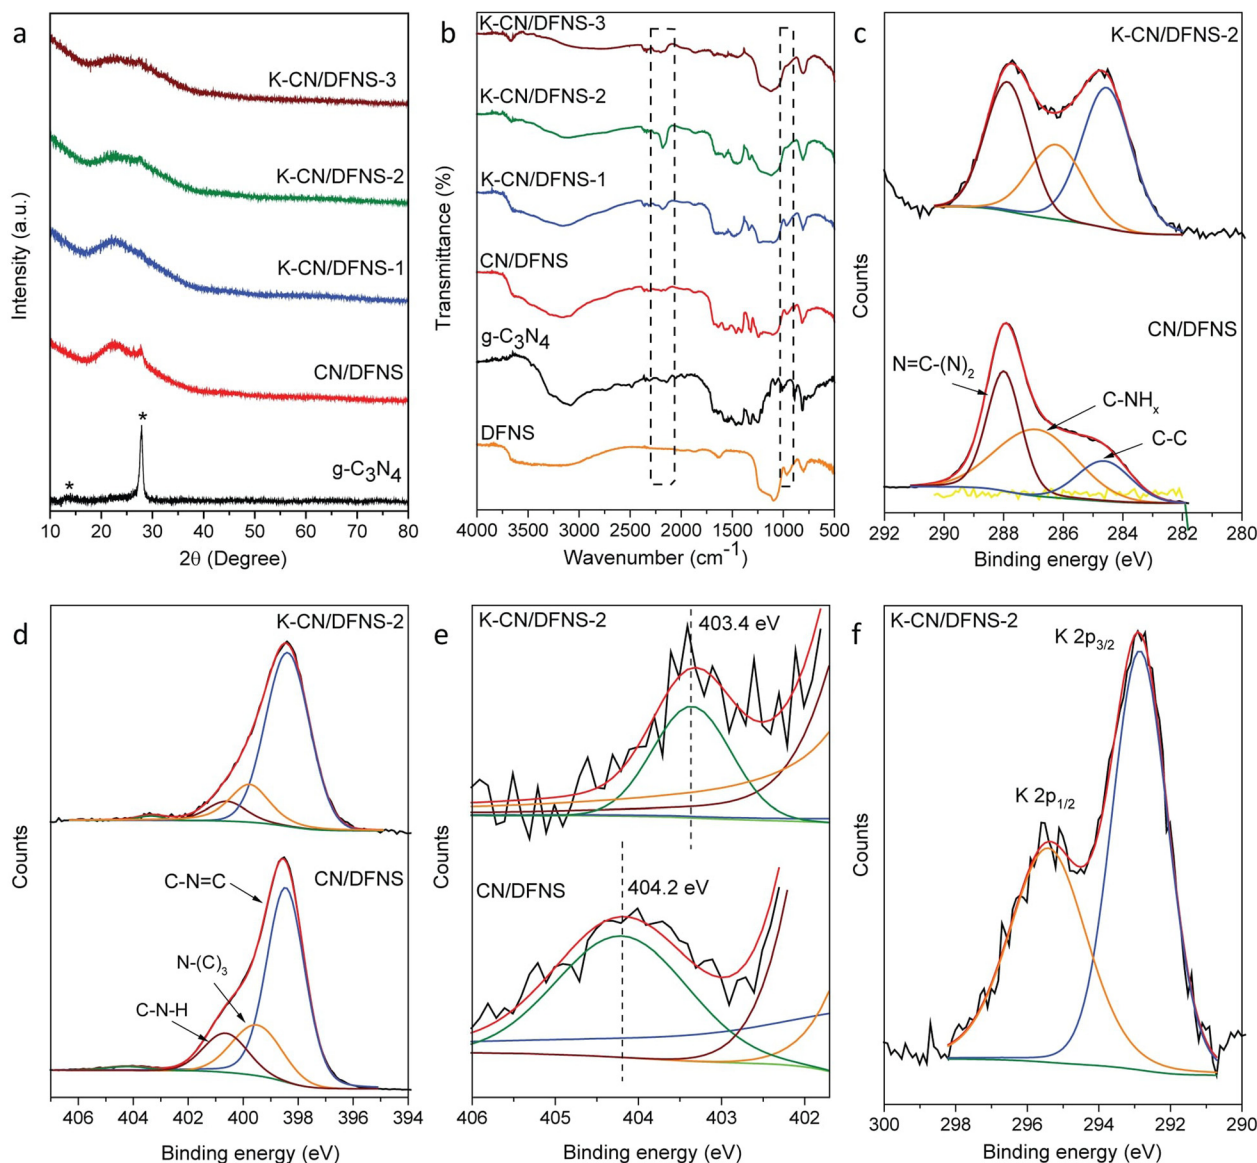 a
K-CN/DFNS-3
K-CN/DFNS-2
K-CN/DFNS-1
CN/DFNS
*
*
g-C₃N₄
Intensity (a.u.)
10 20 30 40 50 60 70 80
2θ (Degree)
b
K-CN/DFNS-3
K-CN/DFNS-2
K-CN/DFNS-1
CN/DFNS
g-C₃N₄
DFNS
Transmittance (%)
4000 3500 3000 2500 2000 1500 1000 500
Wavenumber (cm⁻¹)
c
K-CN/DFNS-2
CN/DFNS
N=C-(N)₂
C-NHₓ
C-C
Counts
292 290 288 286 284 282 280
Binding energy (eV)
d
K-CN/DFNS-2
CN/DFNS
C-N=C
N-(C)₃
C-N-H
Counts
406 404 402 400 398 396 394
Binding energy (eV)
e
K-CN/DFNS-2
403.4 eV
CN/DFNS
404.2 eV
Counts
406 405 404 403 402
Binding energy (eV)
f
K-CN/DFNS-2
K 2p₃/₂
K 2p₁/₂
Counts
300 298 296 294 292 290
Binding energy (eV)